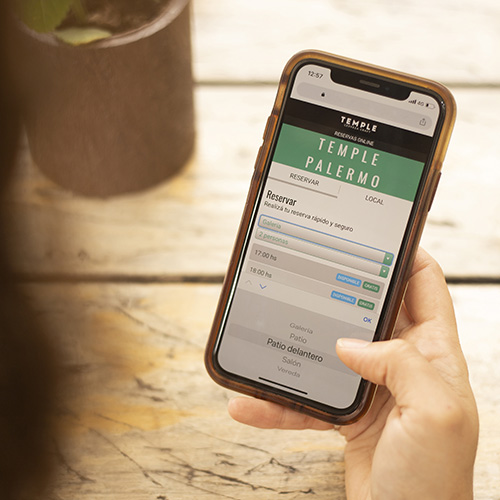 12:57
4G
TEMPLE
RESERVAS ONLINE
TEMPLE
PALERMO
RESERVAR
LOCAL
Reservar
Realizá tu reserva rápido y seguro
Galería
2 personas
17:00 hs
DISPONIBLE
GRATIS
18:00 hs
DISPONIBLE
GRATIS
OK
Galería
Patio
Patio delantero
Salón
Vereda